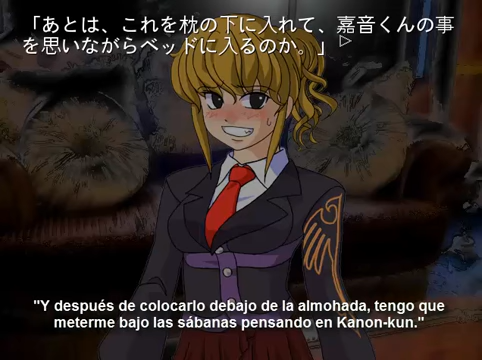 「あとは、これを枕の下に入れて、嘉音くんの事
を思いながらベッドに入るのか。」▷
"Y después de colocarlo debajo de la almohada, tengo que
meterme bajo las sábanas pensando en Kanon-kun."